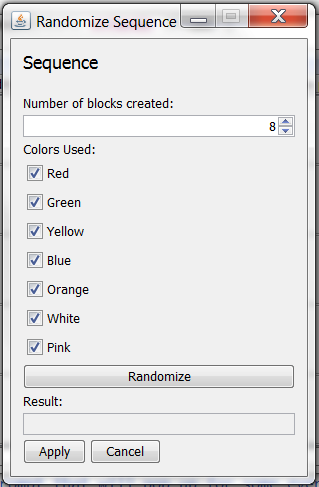 Randomize Sequence
Sequence
Number of blocks created:
8
Colors Used:
Red
Green
Yellow
Blue
Orange
White
Pink
Randomize
Result:
Apply Cancel